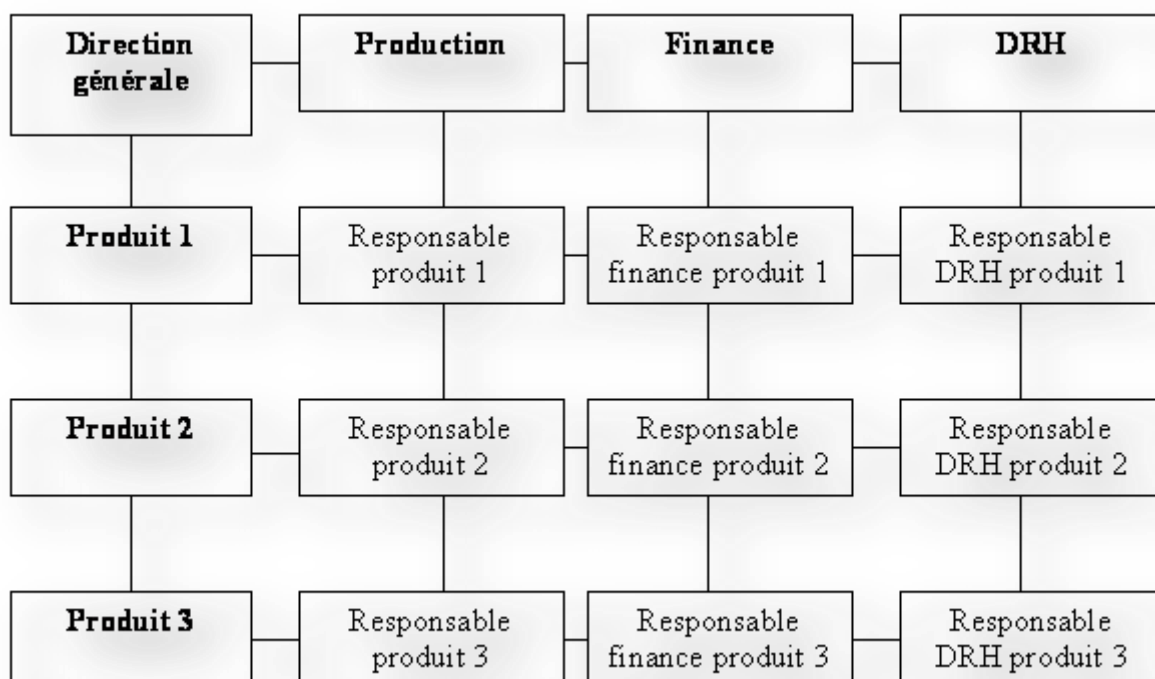 Direction
générale
Production
Finance
DRH
Produit 1
Responsable
produit 1
Responsable
finance produit 1
Responsable
DRH produit 1
Produit 2
Responsable
produit 2
Responsable
finance produit 2
Responsable
DRH produit 2
Produit 3
Responsable
produit 3
Responsable
finance produit 3
Responsable
DRH produit 3